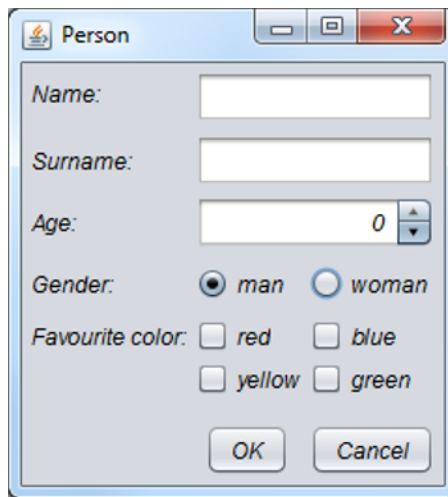 Person
Name:
Surname:
Age: 0
Gender: man woman
Favourite color: red blue
yellow green
OK Cancel